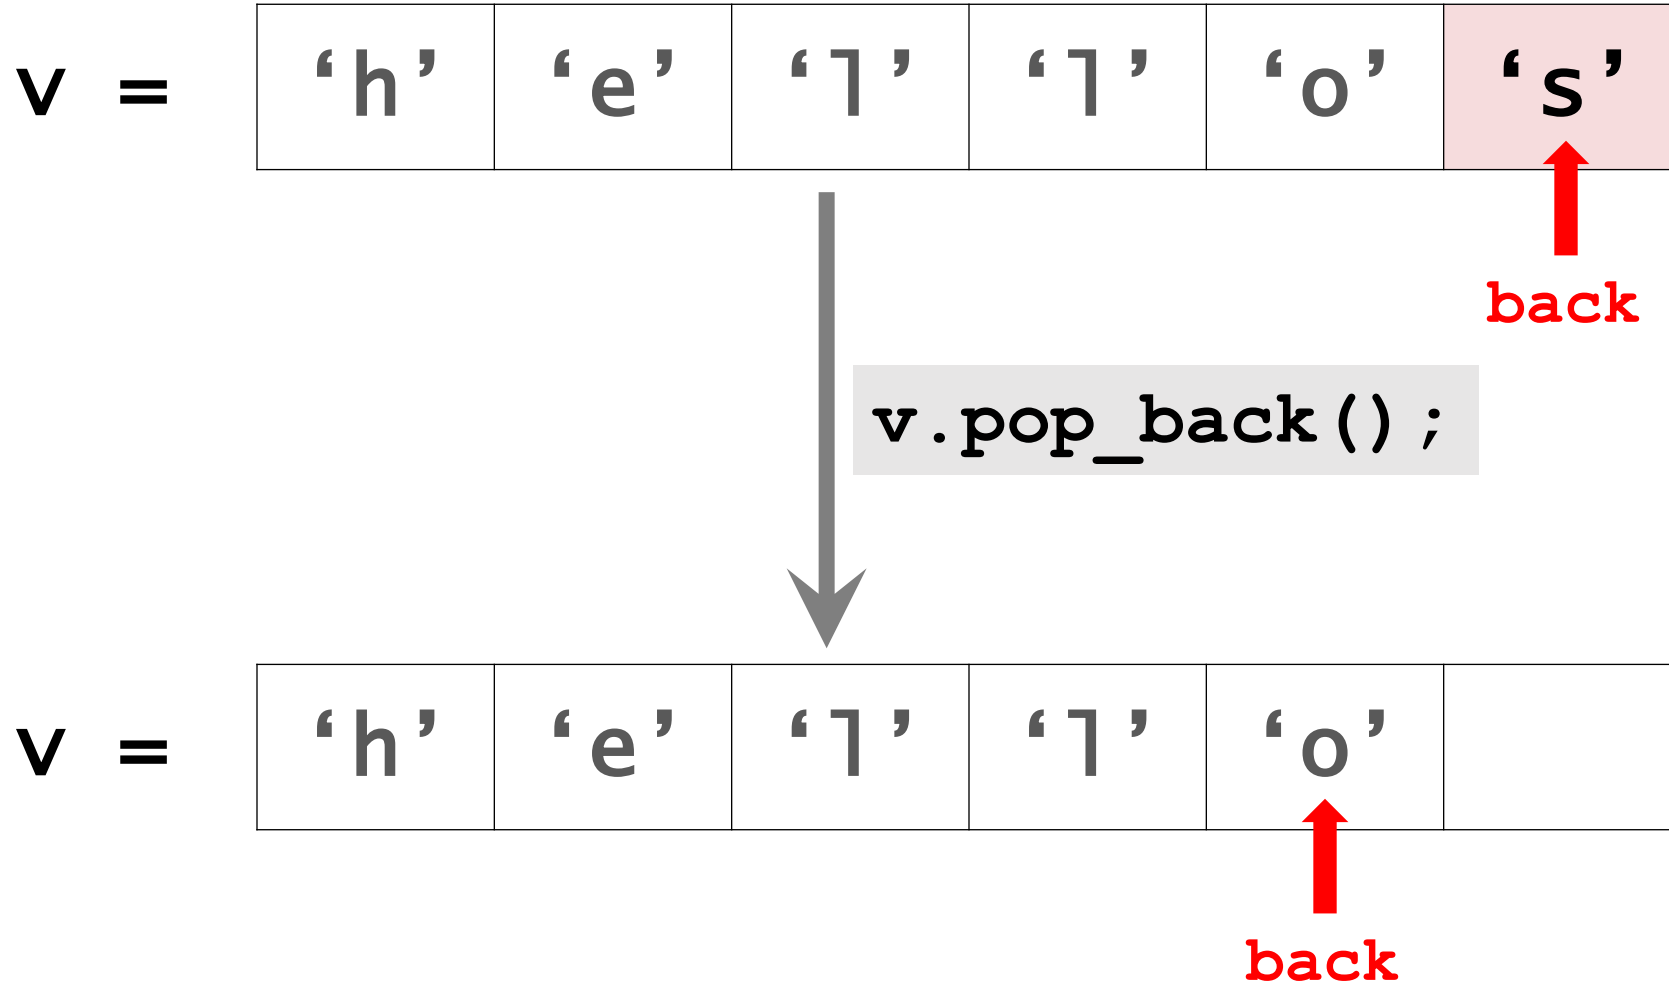 v = ‘h’ ‘e’ ‘l’ ‘l’ ‘o’ ‘s’
back
v.pop_back();
v = ‘h’ ‘e’ ‘l’ ‘l’ ‘o’
back